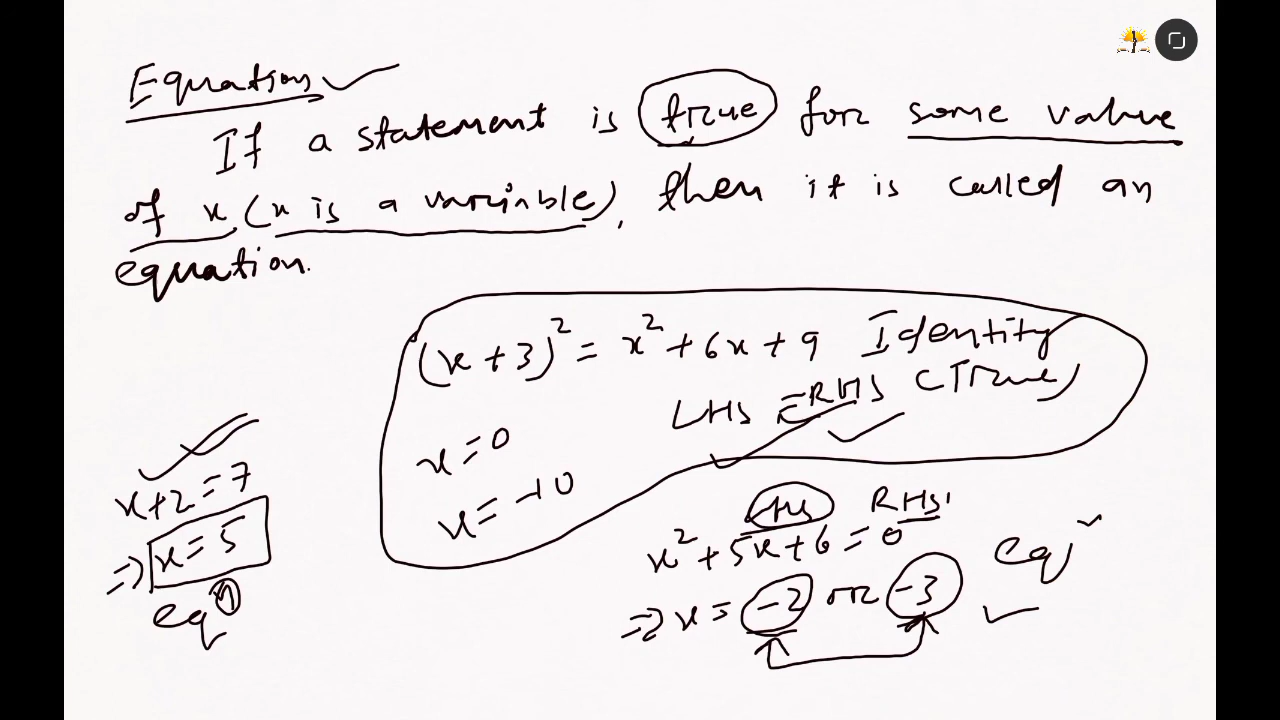 Equation
If a statement is true for some value
of x (x is a variable), then it is called an
equation.
(x + 3)² = x² + 6x + 9 Identity
LHS = RHS (True)
x = 0
x = -10
x + 2 = 7
⇒ x = 5
eqⁿ
LHS RHS
x² + 5x + 6 = 0
⇒ x = -2 or -3
eqⁿ